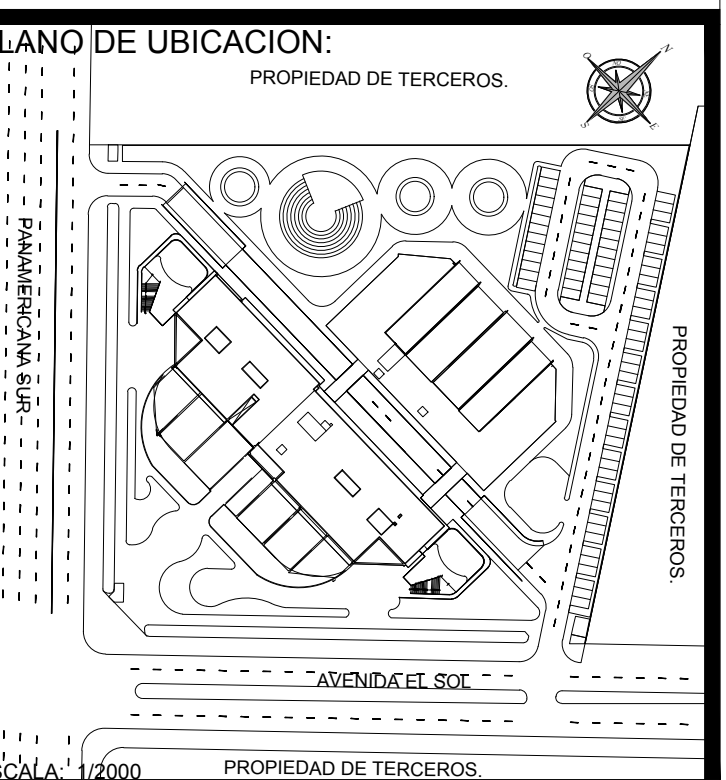 LANO DE UBICACION:
PROPIEDAD DE TERCEROS.
N
O
S
E
PANAMERICANA SUR
PROPIEDAD DE TERCEROS.
AVENIDA EL SOL
SCALA: 1/2000
PROPIEDAD DE TERCEROS.